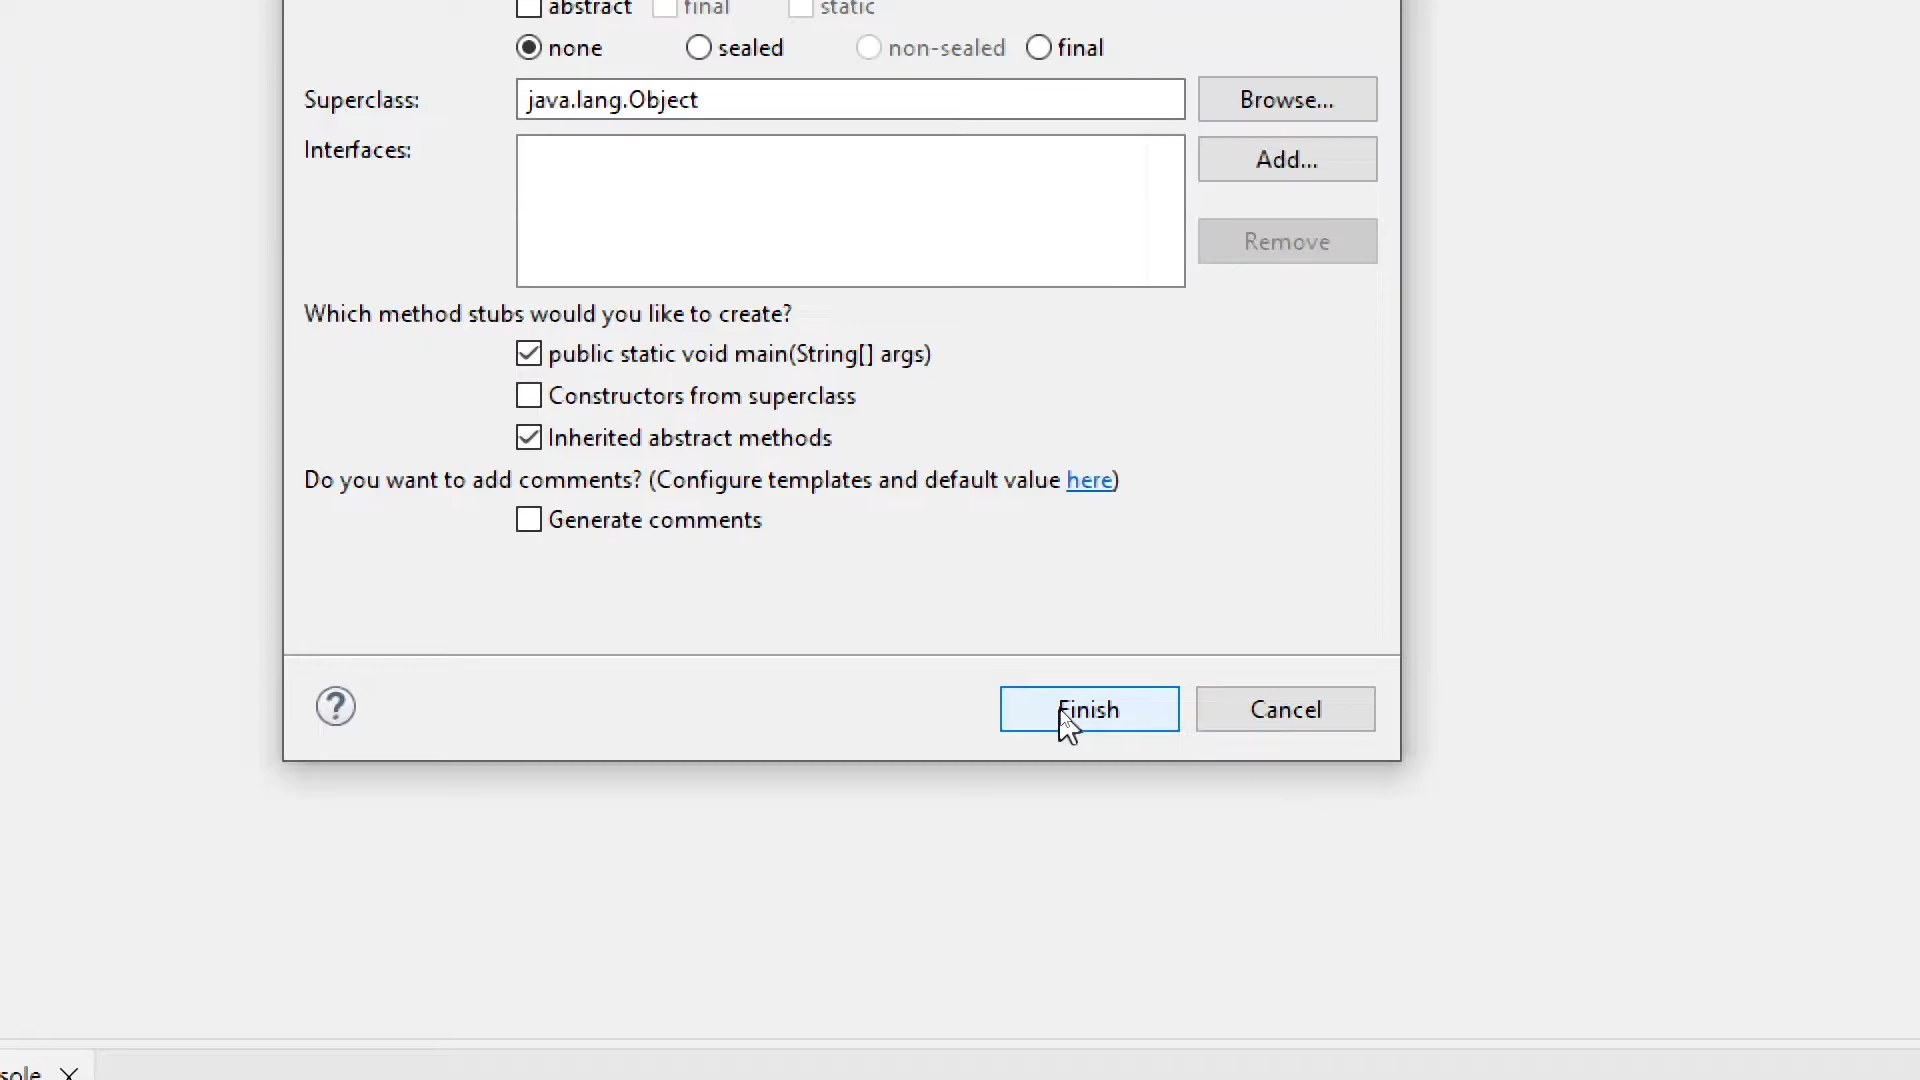 abstract final static
none sealed non-sealed final
Superclass: java.lang.Object Browse...
Interfaces: Add...
Remove
Which method stubs would you like to create?
public static void main(String[] args)
Constructors from superclass
Inherited abstract methods
Do you want to add comments? (Configure templates and default value here)
Generate comments
? Finish Cancel
sole